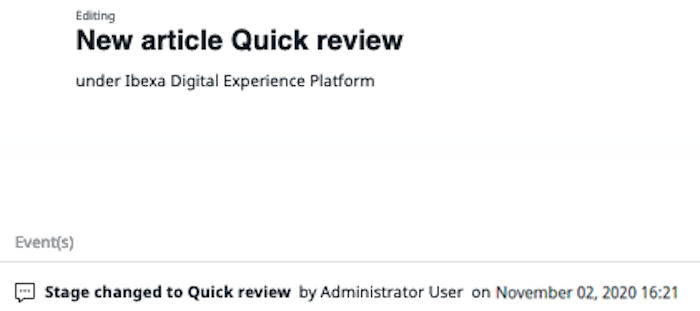 Editing
New article Quick review
under Ibexa Digital Experience Platform
Event(s)
Stage changed to Quick review by Administrator User on November 02, 2020 16:21